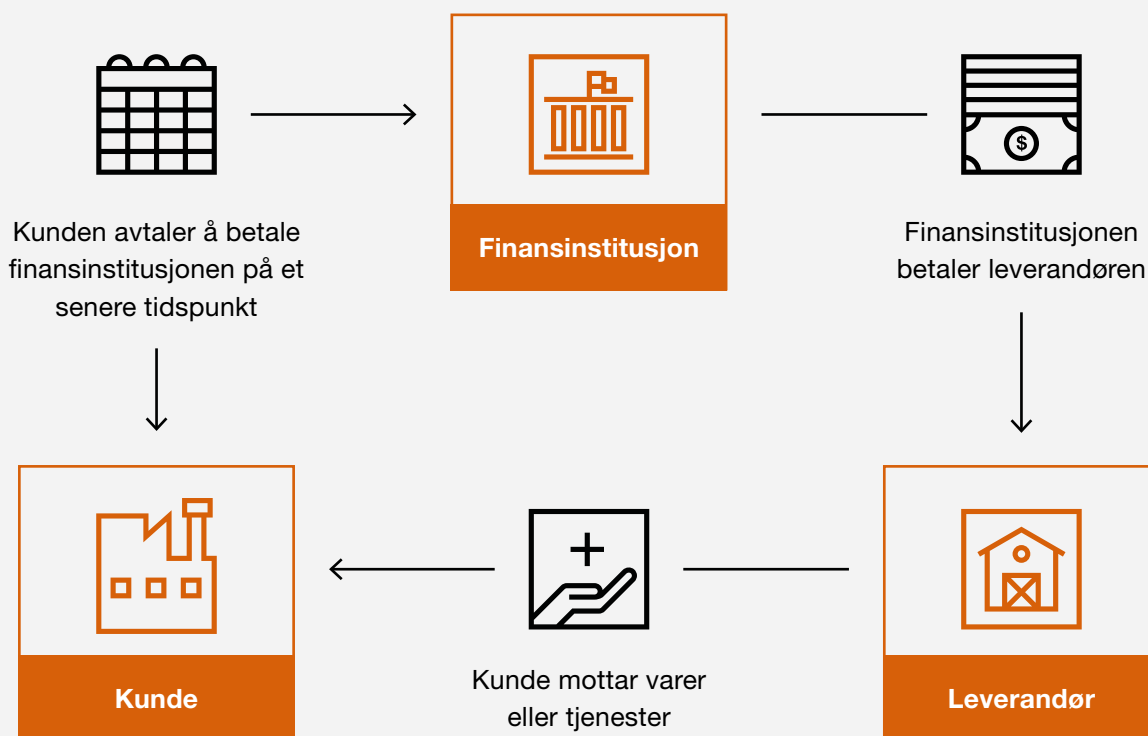 Kunden avtaler å betale
finansinstitusjonen på et
senere tidspunkt
Finansinstitusjon
$
Finansinstitusjonen
betaler leverandøren
Kunde
Kunde mottar varer
eller tjenester
Leverandør